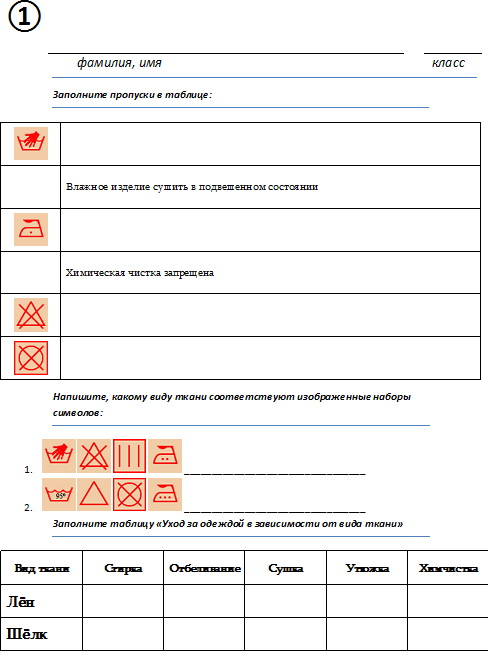 1
фамилия, имя класс
Заполните пропуски в таблице:
Влажное изделие сушить в подвешенном состоянии
Химическая чистка запрещена
Напишите, какому виду ткани соответствуют изображенные наборы
символов:
1.
2. 95°
Заполните таблицу «Уход за одеждой в зависимости от вида ткани»
Вид ткани Стирка Отбеливание Сушка Утюжка Химчистка
Лён
Шёлк